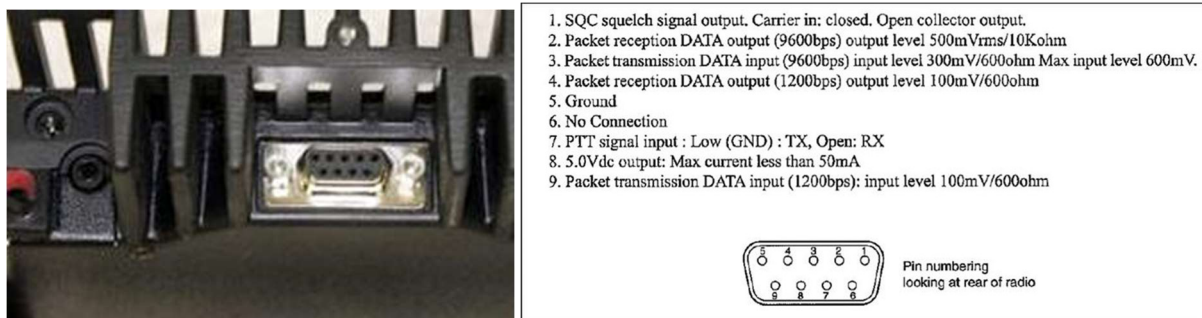 1. SQC squelch signal output. Carrier in: closed. Open collector output.
2. Packet reception DATA output (9600bps) output level 500mVrms/10Kohm
3. Packet transmission DATA input (9600bps) input level 300mV/600ohm Max input level 600mV.
4. Packet reception DATA output (1200bps) output level 100mV/600ohm
5. Ground
6. No Connection
7. PTT signal input : Low (GND) : TX, Open: RX
8. 5.0Vdc output: Max current less than 50mA
9. Packet transmission DATA input (1200bps): input level 100mV/600ohm
5 4 3 2 1
9 8 7 6
Pin numbering
looking at rear of radio